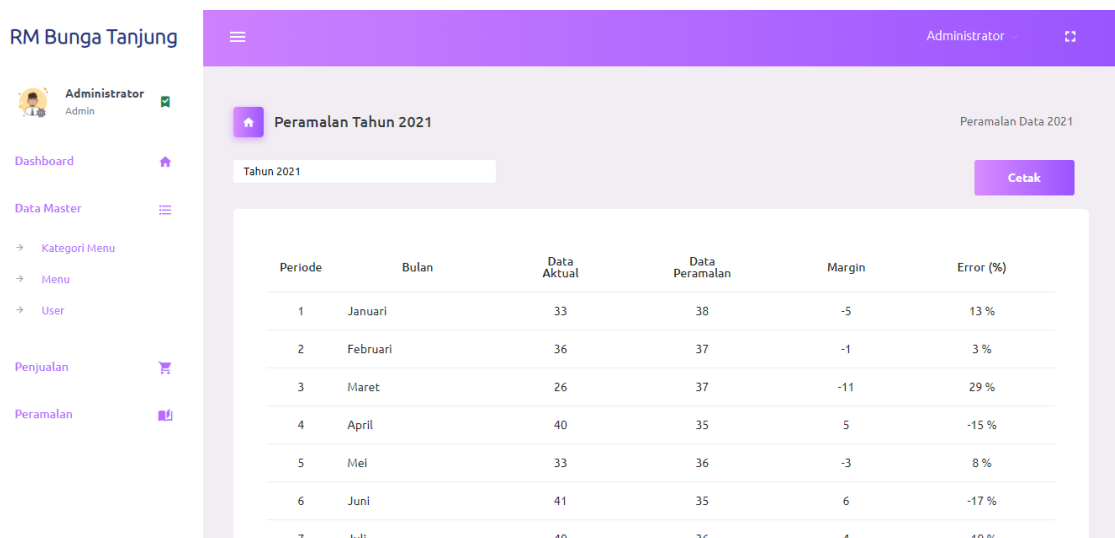 RM Bunga Tanjung
Administrator
Administrator
Admin
Dashboard
Data Master
Kategori Menu
Menu
User
Penjualan
Peramalan
Peramalan Tahun 2021
Peramalan Data 2021
Tahun 2021
Cetak
Periode Bulan Data Aktual Data Peramalan Margin Error (%)
1 Januari 33 38 -5 13 %
2 Februari 36 37 -1 3 %
3 Maret 26 37 -11 29 %
4 April 40 35 5 -15 %
5 Mei 33 36 -3 8 %
6 Juni 41 35 6 -17 %